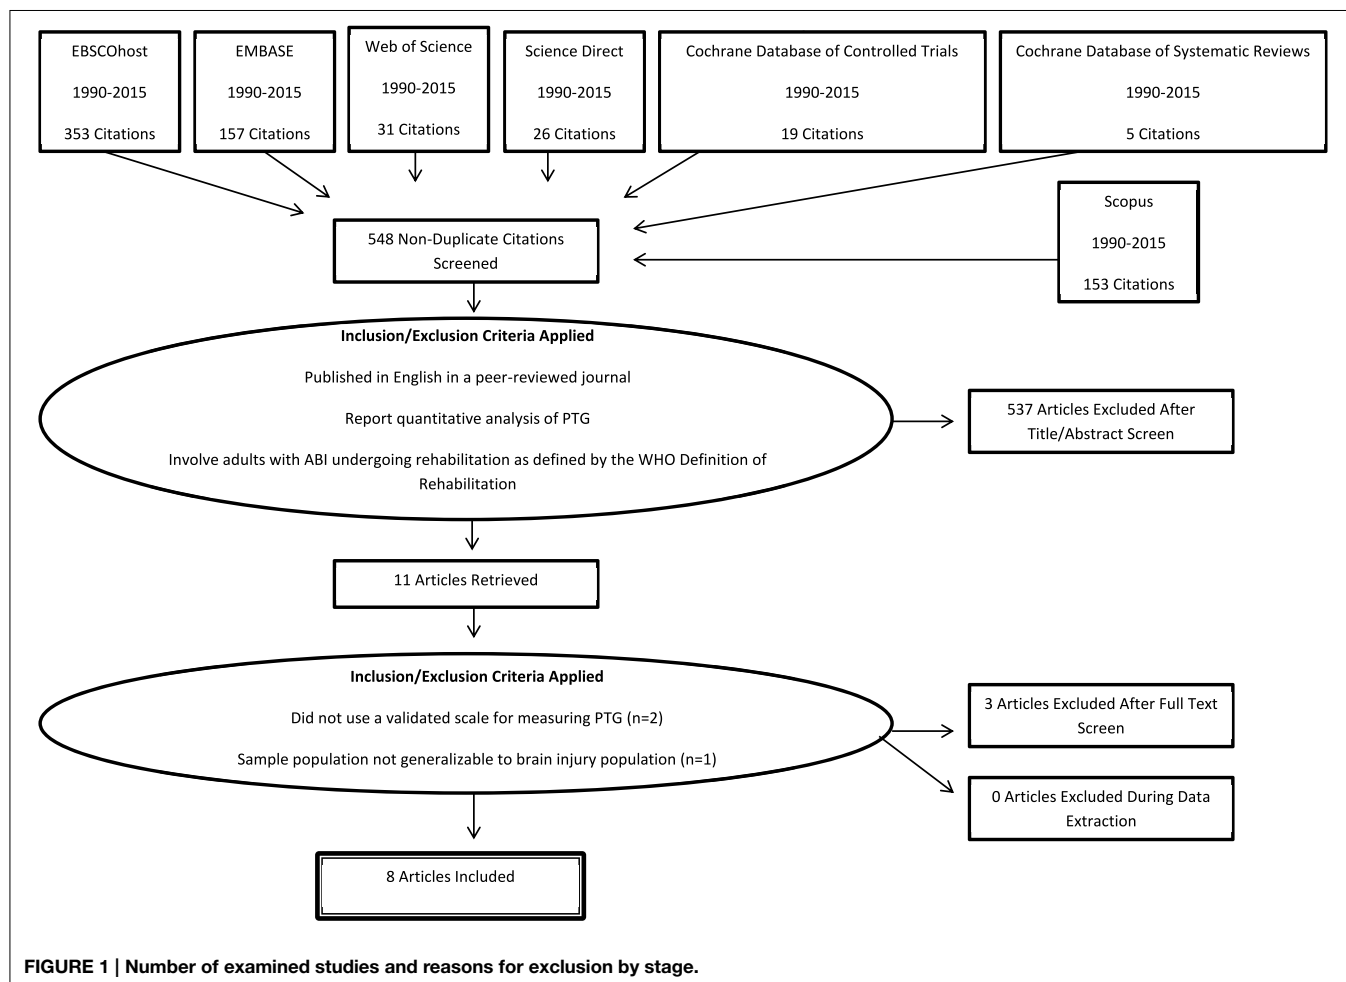 EBSCOhost
1990-2015
353 Citations
EMBASE
1990-2015
157 Citations
Web of Science
1990-2015
31 Citations
Science Direct
1990-2015
26 Citations
Cochrane Database of Controlled Trials
1990-2015
19 Citations
Cochrane Database of Systematic Reviews
1990-2015
5 Citations
Scopus
1990-2015
153 Citations
548 Non-Duplicate Citations
Screened
Inclusion/Exclusion Criteria Applied
Published in English in a peer-reviewed journal
Report quantitative analysis of PTG
Involve adults with ABI undergoing rehabilitation as defined by the WHO Definition of
Rehabilitation
537 Articles Excluded After
Title/Abstract Screen
11 Articles Retrieved
Inclusion/Exclusion Criteria Applied
Did not use a validated scale for measuring PTG (n=2)
Sample population not generalizable to brain injury population (n=1)
3 Articles Excluded After Full Text
Screen
0 Articles Excluded During Data
Extraction
8 Articles Included
FIGURE 1 | Number of examined studies and reasons for exclusion by stage.